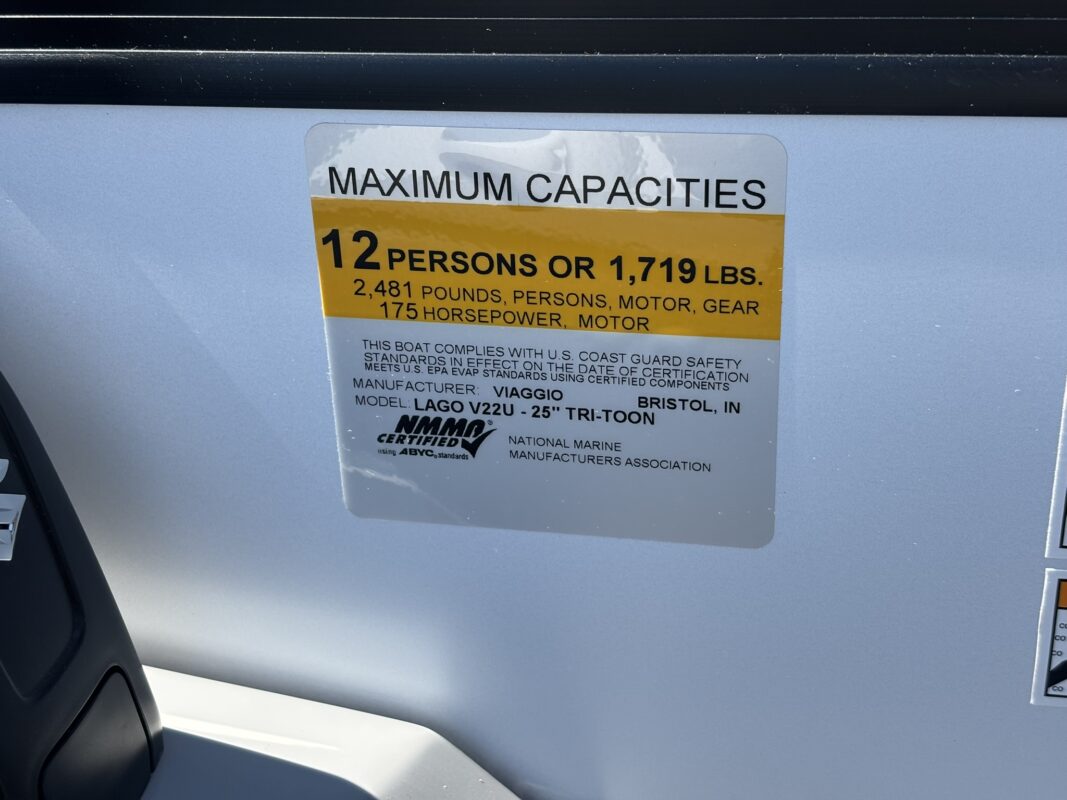 MAXIMUM CAPACITIES
12 PERSONS OR 1,719 LBS.
2,481 POUNDS, PERSONS, MOTOR, GEAR
175 HORSEPOWER, MOTOR
THIS BOAT COMPLIES WITH U.S. COAST GUARD SAFETY
STANDARDS IN EFFECT ON THE DATE OF CERTIFICATION
MEETS U.S. EPA EVAP STANDARDS USING CERTIFIED COMPONENTS
MANUFACTURER: VIAGGIO BRISTOL, IN
MODEL: LAGO V22U - 25" TRI-TOON
NMMA®
CERTIFIED
using ABYC® standards
NATIONAL MARINE
MANUFACTURERS ASSOCIATION
CO
CO
CO